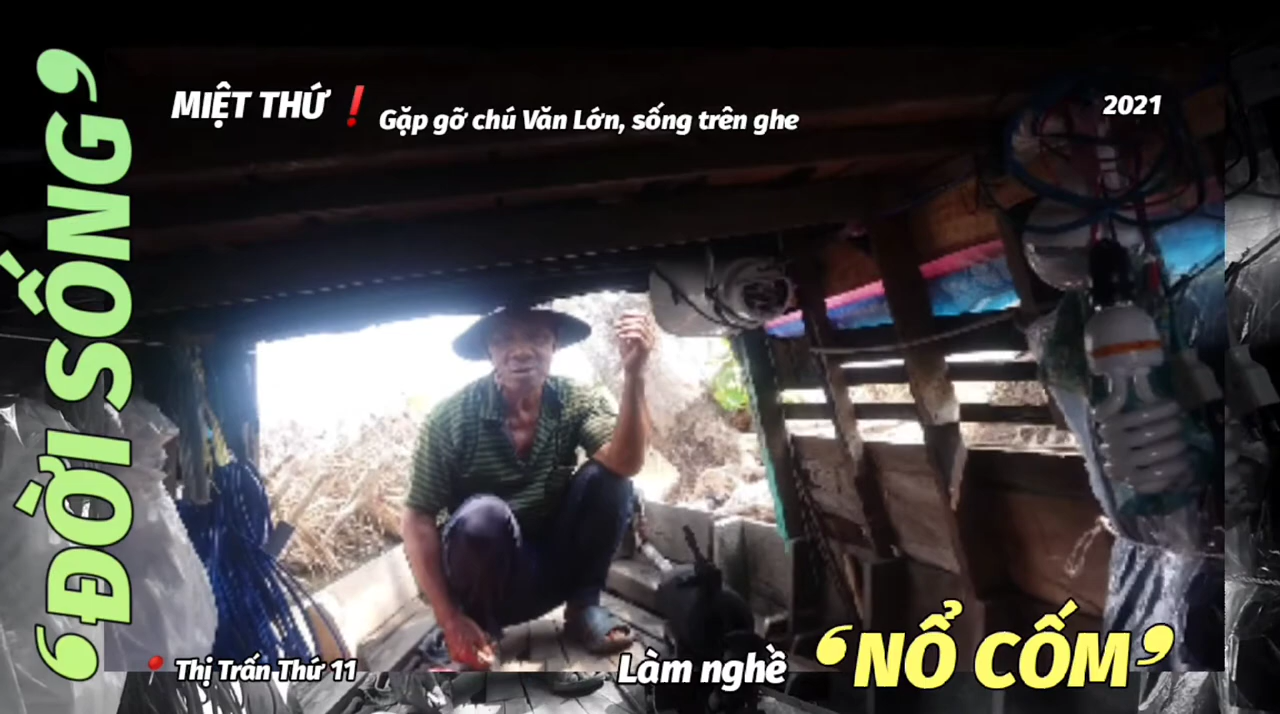 ‘ĐỜI SỐNG’
MIỆT THỨ❗Gặp gỡ chú Văn Lớn, sống trên ghe
2021
Thị Trấn Thứ 11
Làm nghề ‘NỔ CỐM’